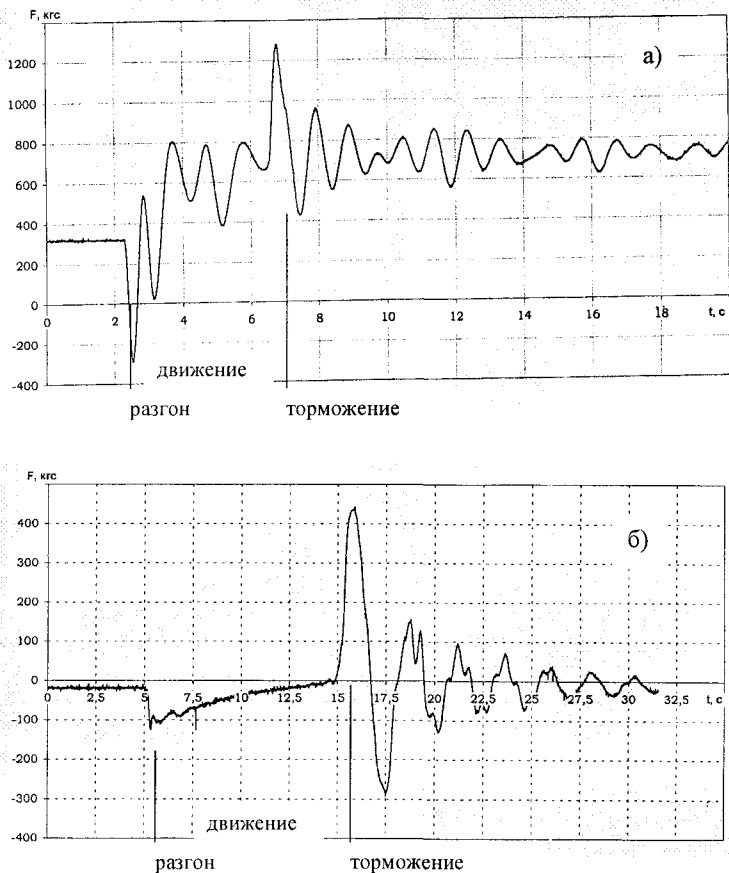 F, кгс
а)
1200
1000
800
600
400
200
0
-200
-400
0 2 4 6 8 10 12 14 16 18 t, с
движение
разгон торможение
F, кгс
б)
400
300
200
100
0
-100
-200
-300
-400
0 2,5 5 7,5 10 12,5 15 17,5 20 22,5 25 27,5 30 32,5 t, с
движение
разгон торможение